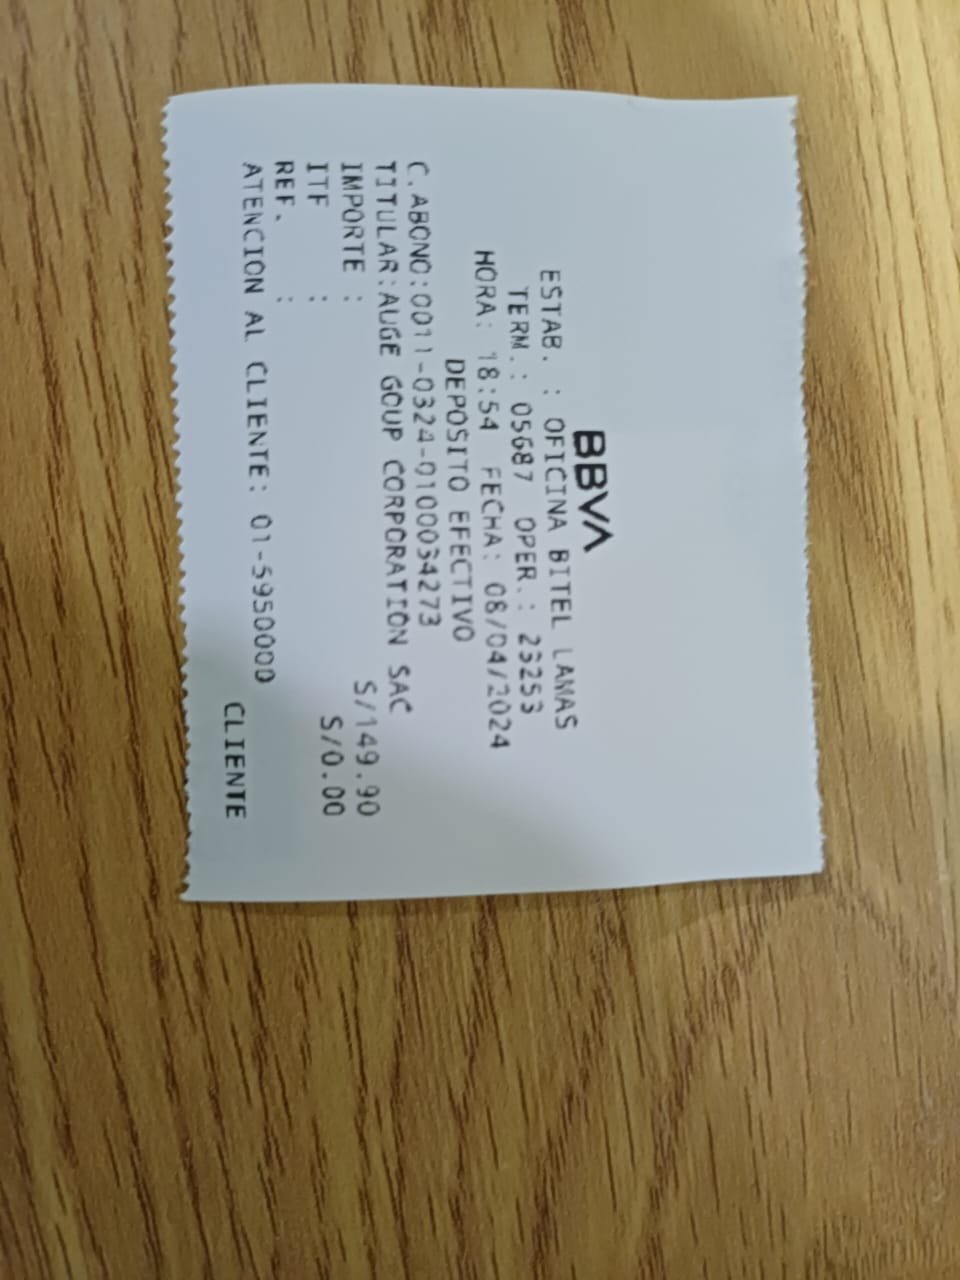 BBVA
ESTAB. : OFICINA BITEL LAMAS
TERM.: 05687 OPER.: 23253
HORA: 18:54 FECHA: 08/04/2024
DEPOSITO EFECTIVO
C.ABONO:0011-0324-0100034273
TITULAR:AUGE GOUP CORPORATION SAC
IMPORTE : S/149.90
ITF : S/0.00
REF. :
ATENCION AL CLIENTE: 01-5950000
CLIENTE